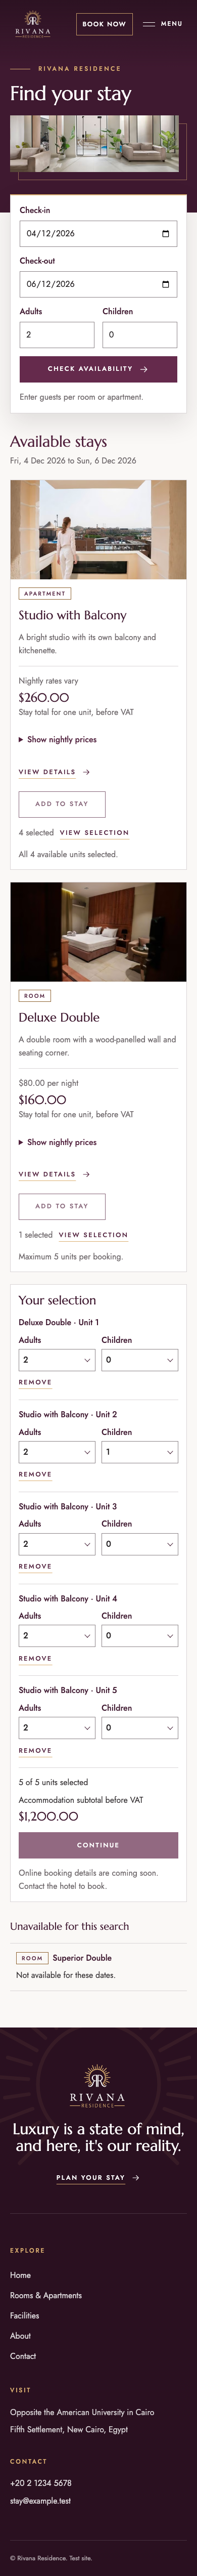 RIVANA
RESIDENCE
BOOK NOW
MENU
RIVANA RESIDENCE
Find your stay
Check-in
04/12/2026
Check-out
06/12/2026
Adults Children
2 0
CHECK AVAILABILITY →
Enter guests per room or apartment.
Available stays
Fri, 4 Dec 2026 to Sun, 6 Dec 2026
APARTMENT
Studio with Balcony
A bright studio with its own balcony and
kitchenette.
Nightly rates vary
$260.00
Stay total for one unit, before VAT
▶ Show nightly prices
VIEW DETAILS →
ADD TO STAY
4 selected VIEW SELECTION
All 4 available units selected.
ROOM
Deluxe Double
A double room with a wood-panelled wall and
seating corner.
$80.00 per night
$160.00
Stay total for one unit, before VAT
▶ Show nightly prices
VIEW DETAILS →
ADD TO STAY
1 selected VIEW SELECTION
Maximum 5 units per booking.
Your selection
Deluxe Double · Unit 1
Adults Children
2 0
REMOVE
Studio with Balcony · Unit 2
Adults Children
2 1
REMOVE
Studio with Balcony · Unit 3
Adults Children
2 0
REMOVE
Studio with Balcony · Unit 4
Adults Children
2 0
REMOVE
Studio with Balcony · Unit 5
Adults Children
2 0
REMOVE
5 of 5 units selected
Accommodation subtotal before VAT
$1,200.00
CONTINUE
Online booking details are coming soon.
Contact the hotel to book.
Unavailable for this search
ROOM Superior Double
Not available for these dates.
RIVANA
RESIDENCE
Luxury is a state of mind,
and here, it's our reality.
PLAN YOUR STAY →
EXPLORE
Home
Rooms & Apartments
Facilities
About
Contact
VISIT
Opposite the American University in Cairo
Fifth Settlement, New Cairo, Egypt
CONTACT
+20 2 1234 5678
stay@example.test
© Rivana Residence. Test site.